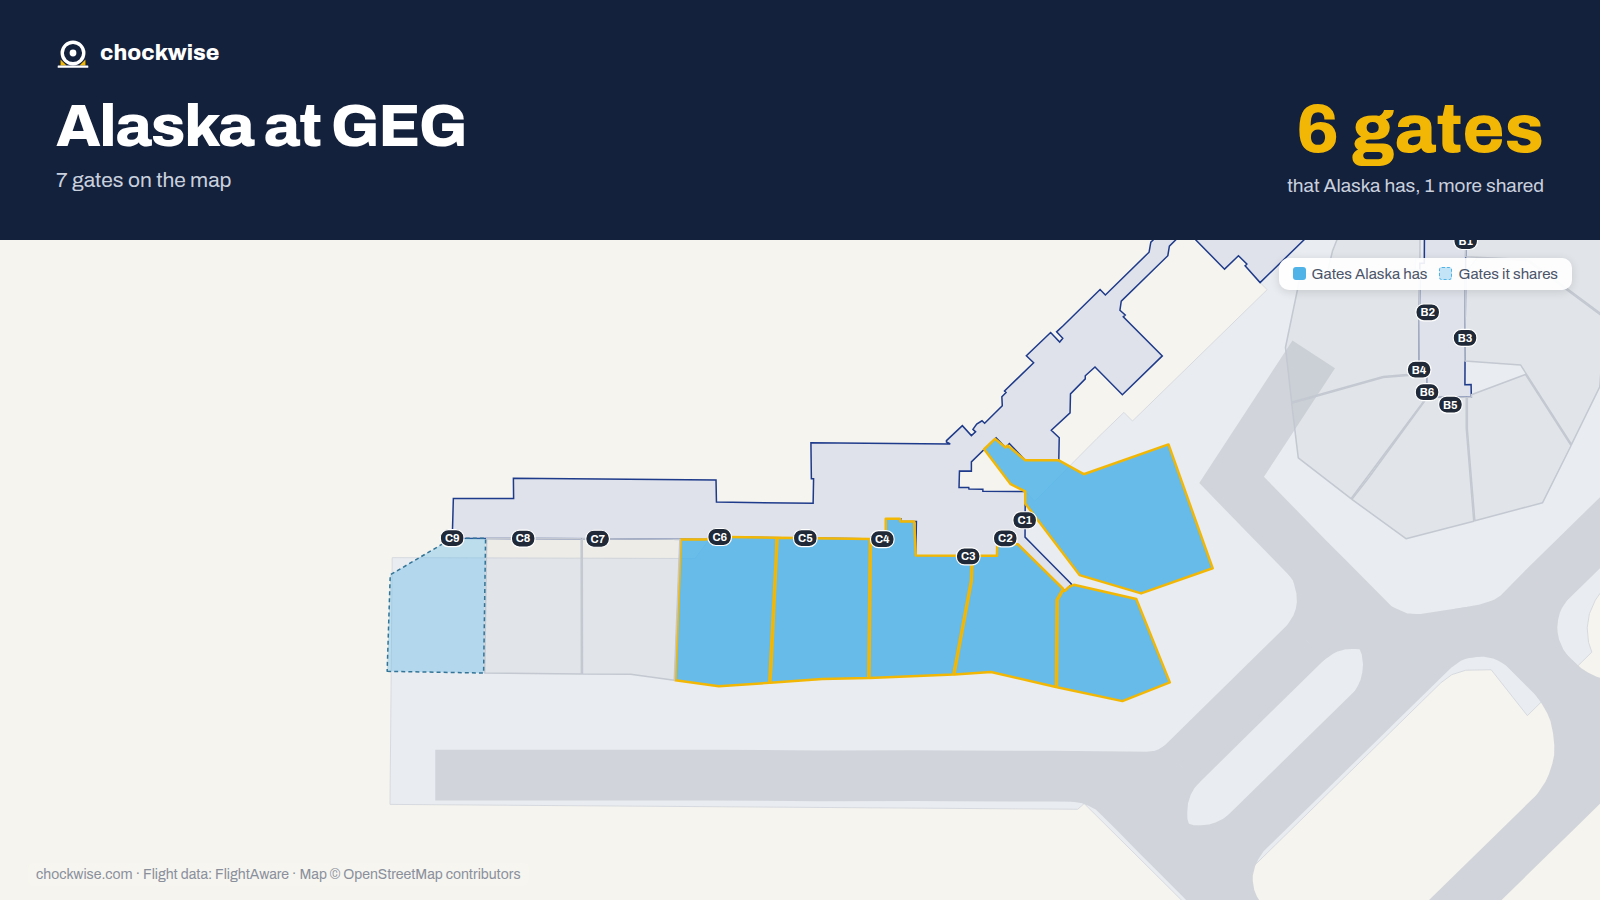 chockwise
Alaska at GEG
7 gates on the map
6 gates
that Alaska has, 1 more shared
B1
Gates Alaska has
Gates it shares
B2
B3
B4
B6
B5
C1
C9
C8
C7
C6
C5
C4
C2
C3
chockwise.com · Flight data: FlightAware · Map © OpenStreetMap contributors